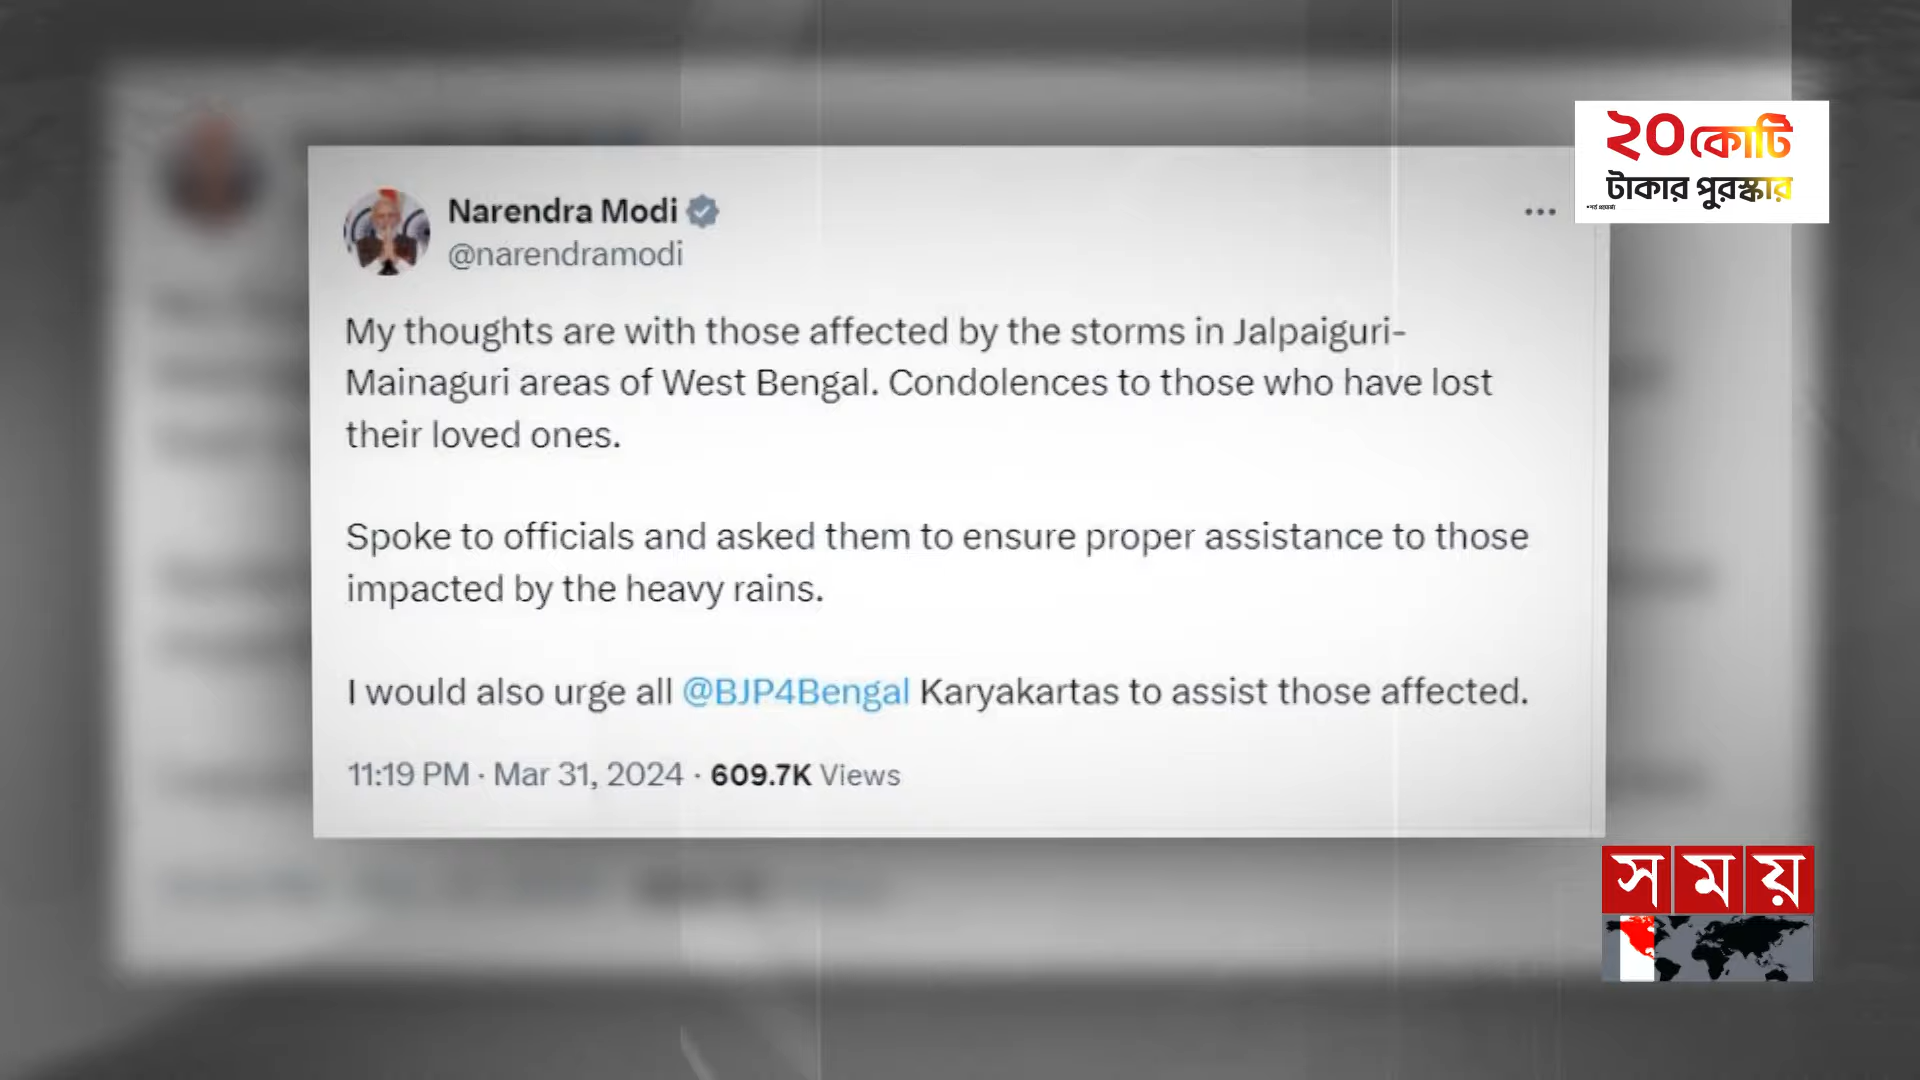 ২০ কোটি
টাকার পুরস্কার
Narendra Modi
@narendramodi
My thoughts are with those affected by the storms in Jalpaiguri-
Mainaguri areas of West Bengal. Condolences to those who have lost
their loved ones.
Spoke to officials and asked them to ensure proper assistance to those
impacted by the heavy rains.
I would also urge all @BJP4Bengal Karyakartas to assist those affected.
11:19 PM · Mar 31, 2024 · 609.7K Views
সময়